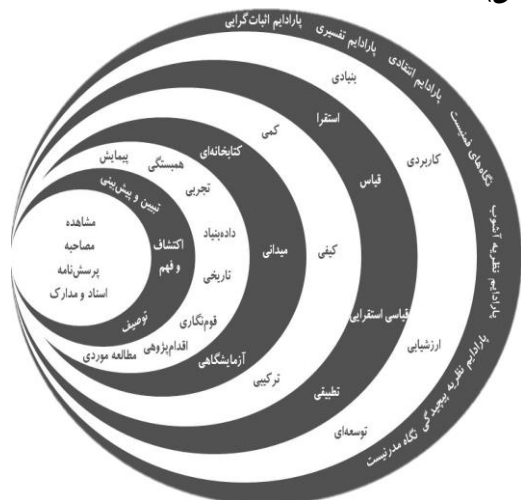 ش)
پارادایم اثبات‌گرایی
پارادایم تفسیری
پارادایم انتقادی
نگاه‌های فمنیست
پارادایم نظریه آشوب
پارادایم نظریه پیچیدگی
نگاه مدرنیست
بنیادی
کاربردی
ارزشیابی
توسعه‌ای
استقرا
قیاس
قیاسی استقرایی
تطبیقی
کمی
کیفی
ترکیبی
کتابخانه‌ای
میدانی
آزمایشگاهی
پیمایش
همبستگی
تجربی
داده‌بنیاد
تاریخی
قوم‌نگاری
اقدام‌پژوهی
مطالعه موردی
تبیین و پیش‌بینی
اکتشاف
و فهم
توصیف
مشاهده
مصاحبه
پرسش‌نامه
اسناد و مدارک